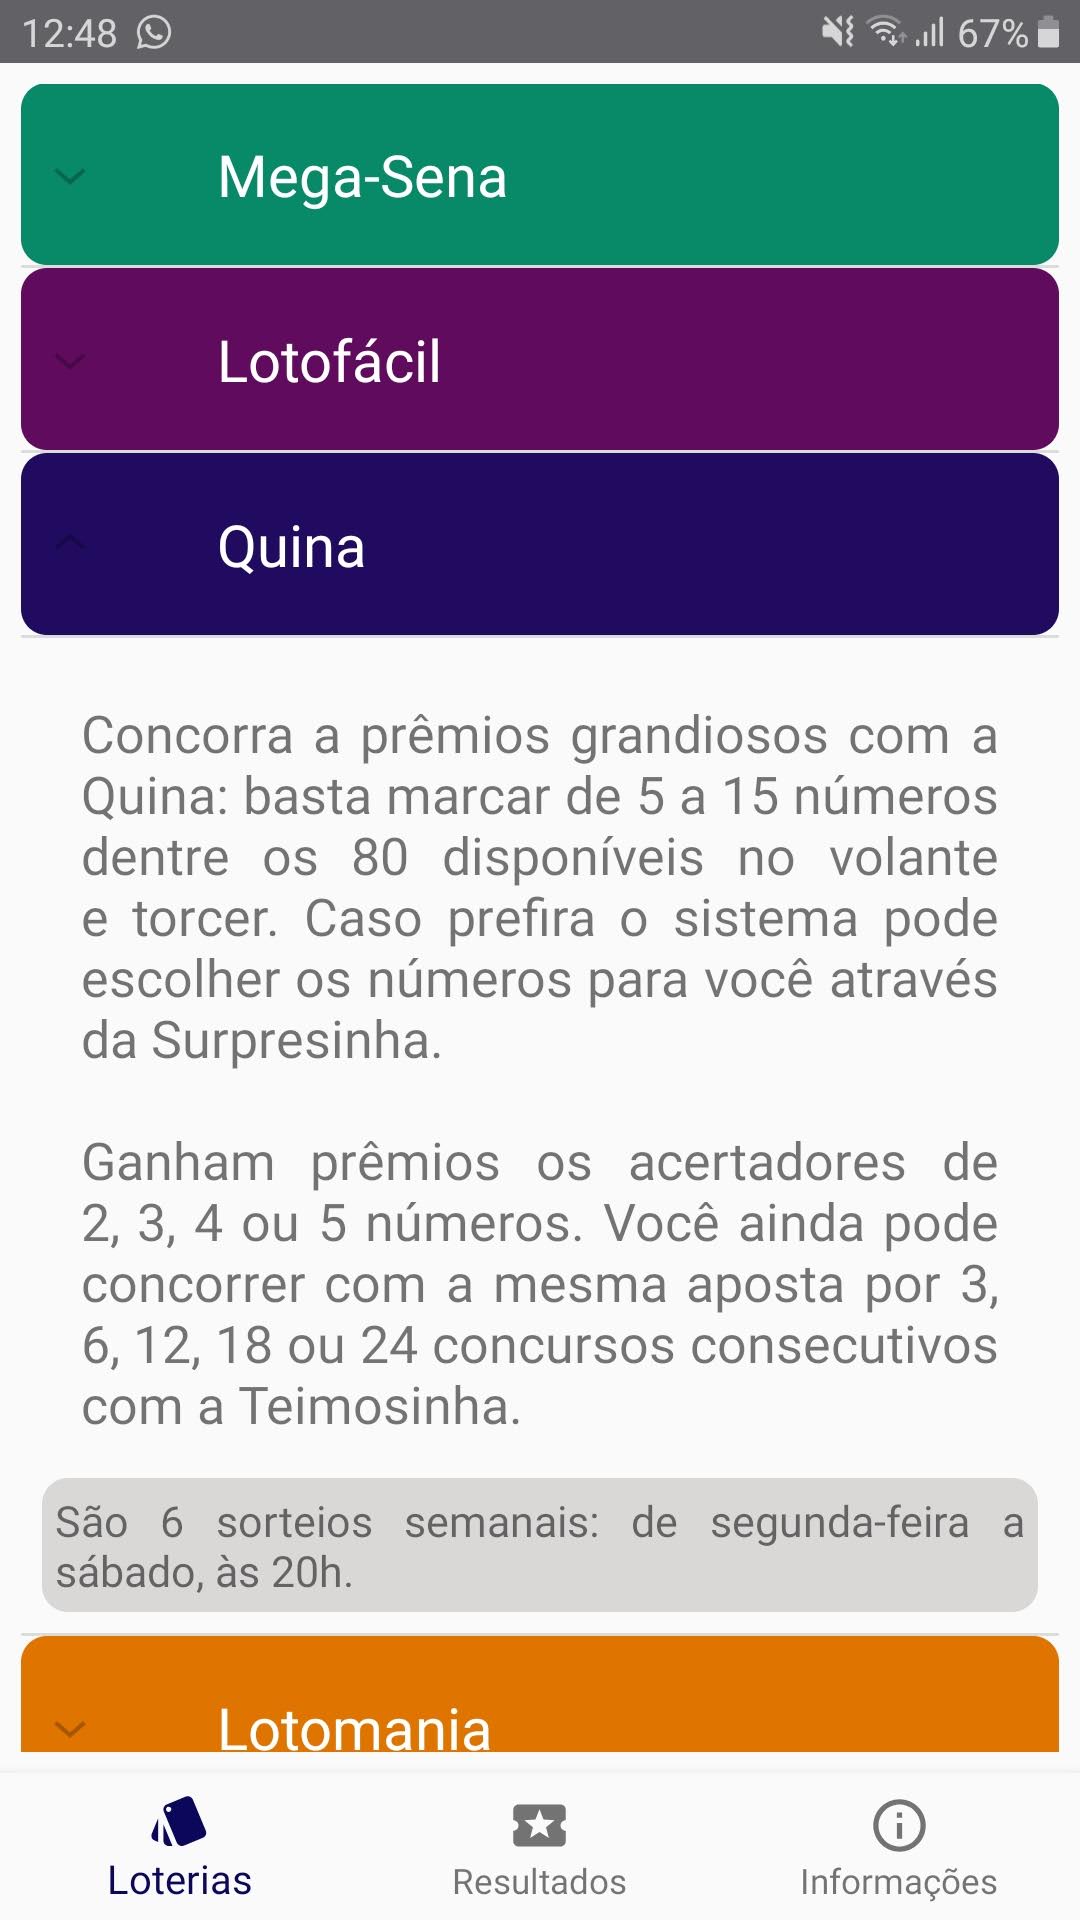 12:48
67%
Mega-Sena
Lotofácil
Quina
Concorra a prêmios grandiosos com a
Quina: basta marcar de 5 a 15 números
dentre os 80 disponíveis no volante
e torcer. Caso prefira o sistema pode
escolher os números para você através
da Surpresinha.
Ganham prêmios os acertadores de
2, 3, 4 ou 5 números. Você ainda pode
concorrer com a mesma aposta por 3,
6, 12, 18 ou 24 concursos consecutivos
com a Teimosinha.
São 6 sorteios semanais: de segunda-feira a
sábado, às 20h.
Lotomania
Loterias
Resultados
Informações